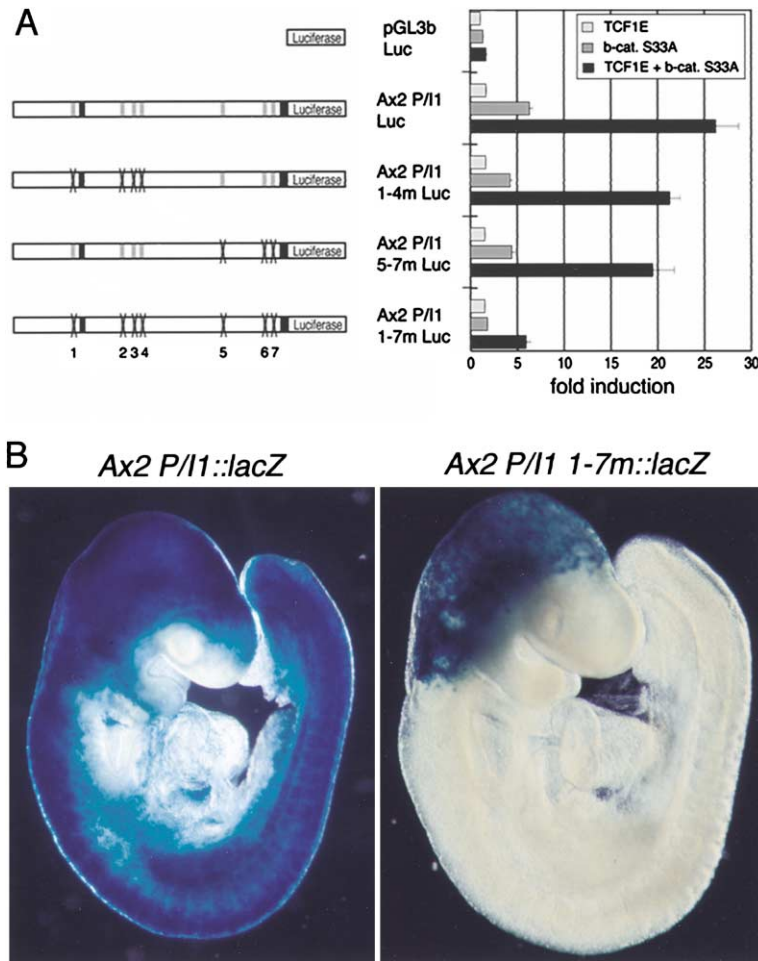 A
Luciferase
Luciferase
Luciferase
Luciferase
Luciferase
1 2 3 4 5 6 7
pGL3b
Luc
Ax2 P/I1
Luc
Ax2 P/I1
1-4m Luc
Ax2 P/I1
5-7m Luc
Ax2 P/I1
1-7m Luc
TCF1E
b-cat. S33A
TCF1E + b-cat. S33A
0 5 10 15 20 25 30
fold induction
B
Ax2 P/I1::lacZ
Ax2 P/I1 1-7m::lacZ